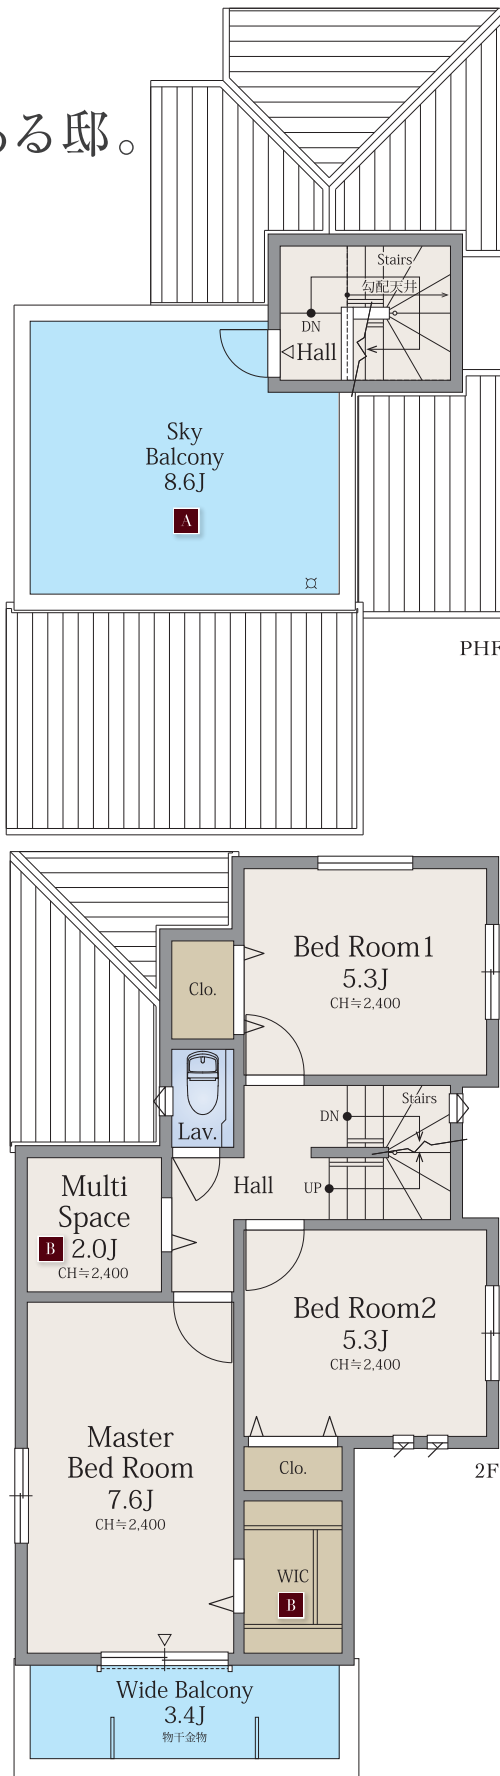 ある邸。
Stairs
勾配天井
DN
Hall
Sky
Balcony
8.6J
A
PHF
Bed Room1
5.3J
CH≒2,400
Clo.
Lav.
Stairs
DN
UP
Hall
Multi
Space
B 2.0J
CH≒2,400
Bed Room2
5.3J
CH≒2,400
Master
Bed Room
7.6J
CH≒2,400
Clo.
2F
WIC
B
Wide Balcony
3.4J
物干金物